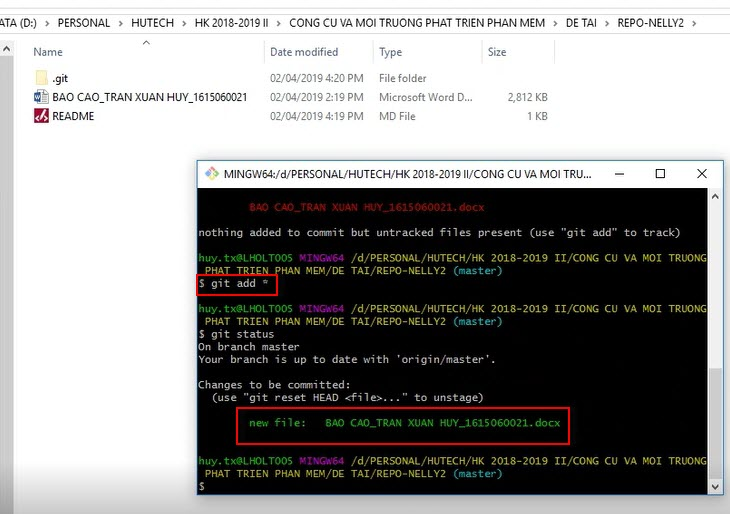 ATA (D:) > PERSONAL > HUTECH > HK 2018-2019 II > CONG CU VA MOI TRUONG PHAT TRIEN PHAN MEM > DE TAI > REPO-NELLY2 >
Name Date modified Type Size
.git 02/04/2019 4:20 PM File folder
BAO CAO_TRAN XUAN HUY_1615060021 02/04/2019 2:19 PM Microsoft Word D... 2,812 KB
README 02/04/2019 4:19 PM MD File 1 KB
MINGW64:/d/PERSONAL/HUTECH/HK 2018-2019 II/CONG CU VA MOI TRU...
BAO CAO_TRAN XUAN HUY_1615060021.docx
nothing added to commit but untracked files present (use "git add" to track)
huy.tx@LHOLT005 MINGW64 /d/PERSONAL/HUTECH/HK 2018-2019 II/CONG CU VA MOI TRUONG
PHAT TRIEN PHAN MEM/DE TAI/REPO-NELLY2 (master)
$ git add *
huy.tx@LHOLT005 MINGW64 /d/PERSONAL/HUTECH/HK 2018-2019 II/CONG CU VA MOI TRUONG
PHAT TRIEN PHAN MEM/DE TAI/REPO-NELLY2 (master)
$ git status
On branch master
Your branch is up to date with 'origin/master'.
Changes to be committed:
(use "git reset HEAD <file>..." to unstage)
new file: BAO CAO_TRAN XUAN HUY_1615060021.docx
huy.tx@LHOLT005 MINGW64 /d/PERSONAL/HUTECH/HK 2018-2019 II/CONG CU VA MOI TRUONG
PHAT TRIEN PHAN MEM/DE TAI/REPO-NELLY2 (master)
$